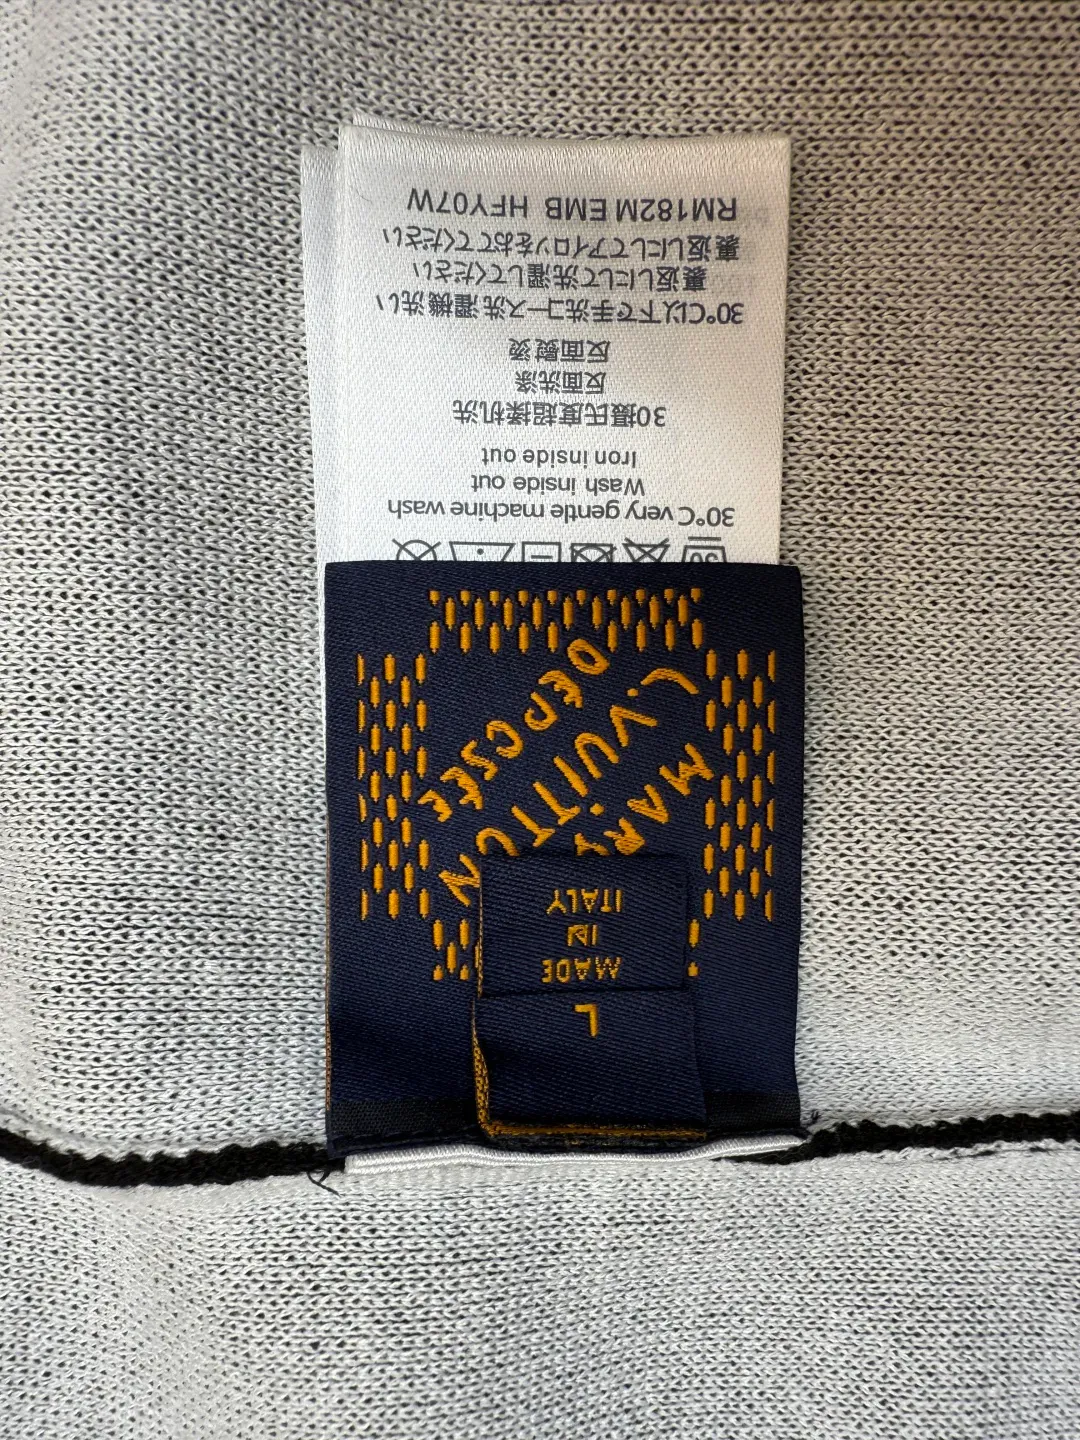 L
MADE
IN
ITALY
MARQ
L.VUITTON
DEPOSEE
30
30°C very gentle machine wash
Wash inside out
Iron inside out
30摄氏度超揉机洗
反面洗涤
反面熨烫
30°C以下で手洗コース洗濯機洗い
裏返しにして洗濯してください
裏返しにしてアイロンをあててください
RM182M EMB HFY07W